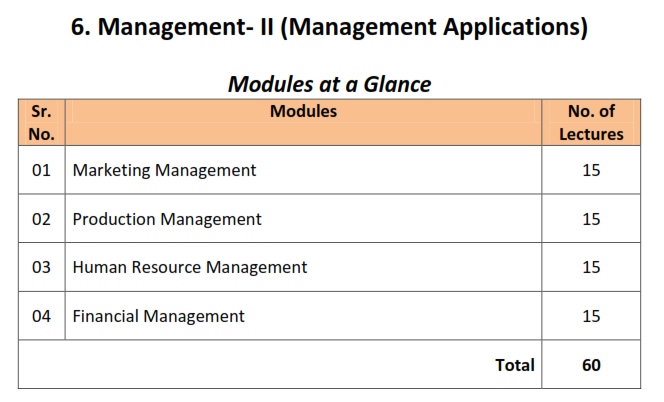 6. Management- II (Management Applications)
Modules at a Glance
Sr. No. Modules No. of Lectures
01 Marketing Management 15
02 Production Management 15
03 Human Resource Management 15
04 Financial Management 15
Total 60